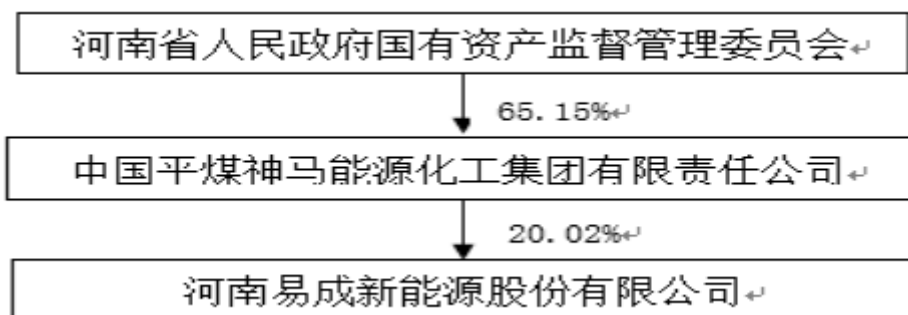 河南省人民政府国有资产监督管理委员会↵
65.15%↵
中国平煤神马能源化工集团有限责任公司↵
20.02%↵
河南易成新能源股份有限公司↵